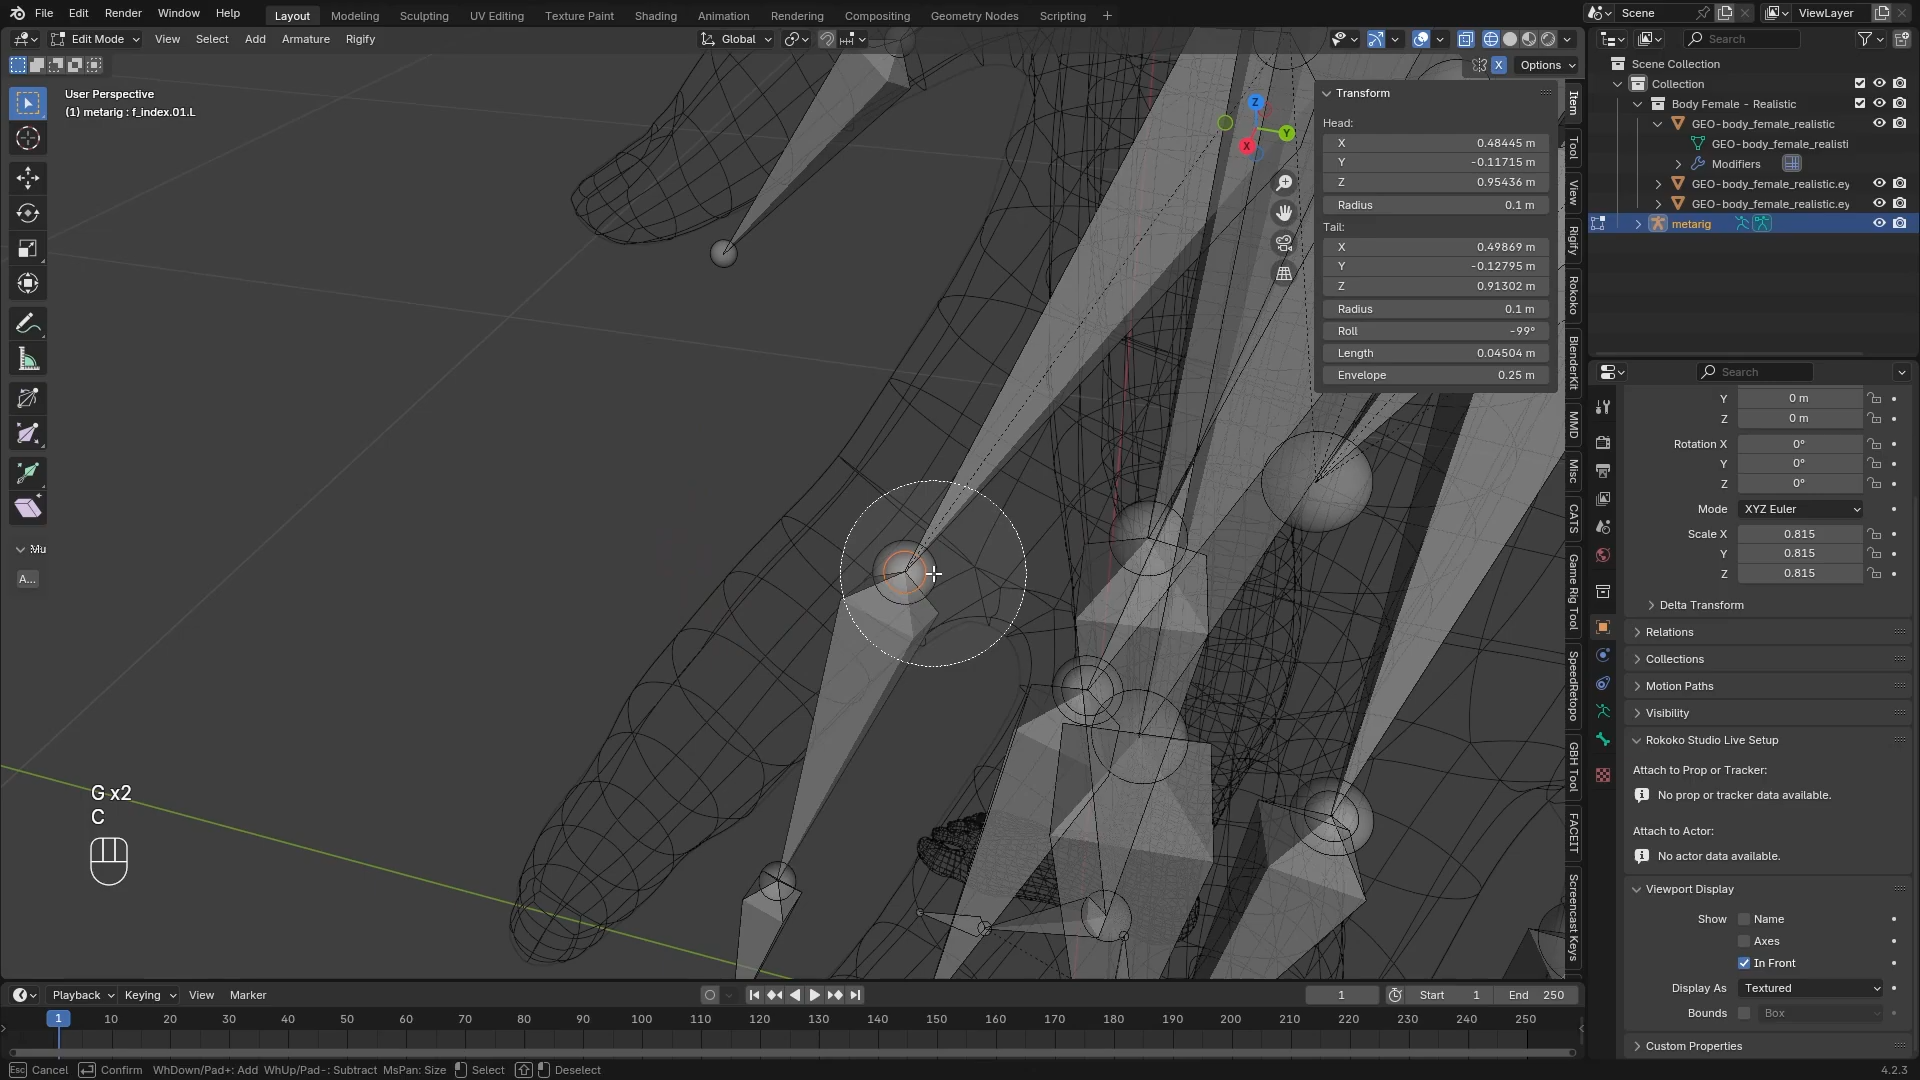 File Edit Render Window Help Layout Modeling Sculpting UV Editing Texture Paint Shading Animation Rendering Compositing Geometry Nodes Scripting + Scene ViewLayer
Edit Mode View Select Add Armature Rigify Global Search
X Options
User Perspective
(1) metarig : f_index.01.L
Transform
Head:
X 0.48445 m
Y -0.11715 m
Z 0.95436 m
Radius 0.1 m
Tail:
X 0.49869 m
Y -0.12795 m
Z 0.91302 m
Radius 0.1 m
Roll -99°
Length 0.04504 m
Envelope 0.25 m
Z
Y
X
Item
Tool
View
Rigify
Rokoko
BlenderKit
MMD
Misc
CATS
Game Rig Tool
SpeedRetopo
GBH Tool
FACEIT
Screencast Keys
Scene Collection
Collection
Body Female - Realistic
GEO-body_female_realistic
GEO-body_female_realisti
Modifiers
GEO-body_female_realistic.ey
GEO-body_female_realistic.ey
metarig
Search
Y 0 m
Z 0 m
Rotation X 0°
Y 0°
Z 0°
Mode XYZ Euler
Scale X 0.815
Y 0.815
Z 0.815
Delta Transform
Relations
Collections
Motion Paths
Visibility
Rokoko Studio Live Setup
Attach to Prop or Tracker:
No prop or tracker data available.
Attach to Actor:
No actor data available.
Viewport Display
Show Name
Axes
In Front
Display As Textured
Bounds Box
Custom Properties
Mu
A...
G x2
C
Playback Keying View Marker 1 Start 1 End 250
1 10 20 30 40 50 60 70 80 90 100 110 120 130 140 150 160 170 180 190 200 210 220 230 240 250
Esc Cancel Confirm WhDown/Pad+: Add WhUp/Pad-: Subtract MsPan: Size Select Deselect 4.2.3